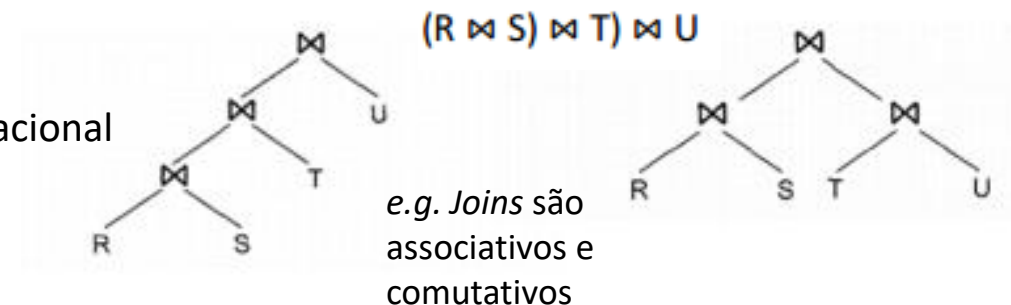 (R ⋈ S) ⋈ T) ⋈ U
⋈
⋈
U
⋈
T
R
S
acional
e.g. Joins são
associativos e
comutativos
⋈
⋈
⋈
R
S
T
U